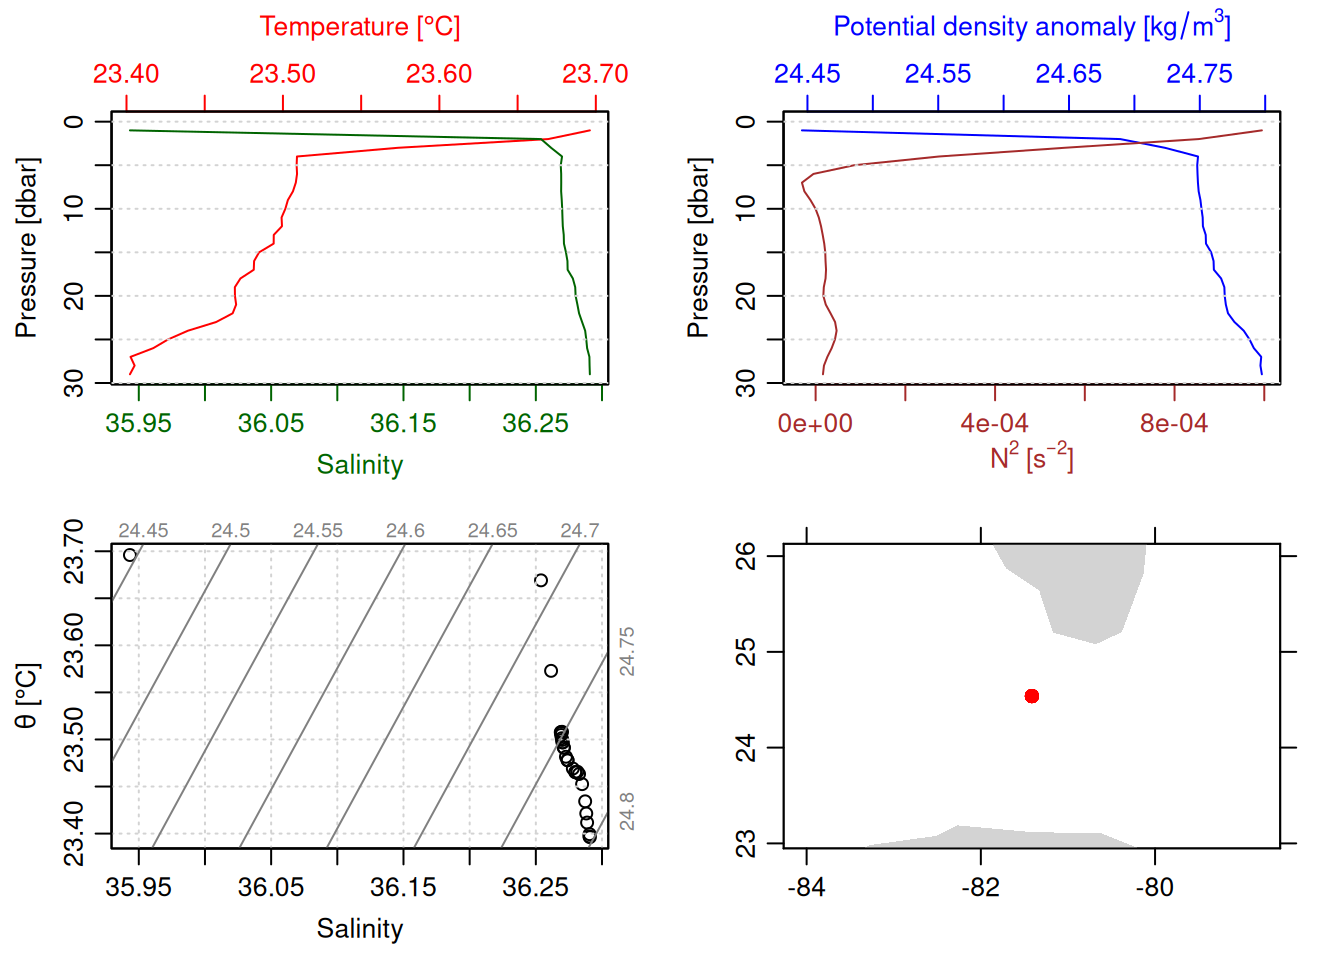 Temperature [°C]
23.40 23.50 23.60 23.70
Pressure [dbar]
0 10 20 30
35.95 36.05 36.15 36.25
Salinity
Potential density anomaly [kg/m³]
24.45 24.55 24.65 24.75
Pressure [dbar]
0 10 20 30
0e+00 4e-04 8e-04
N² [s⁻²]
24.45 24.5 24.55 24.6 24.65 24.7
24.75
24.8
θ [°C]
23.70 23.60 23.50 23.40
35.95 36.05 36.15 36.25
Salinity
26 25 24 23
-84 -82 -80